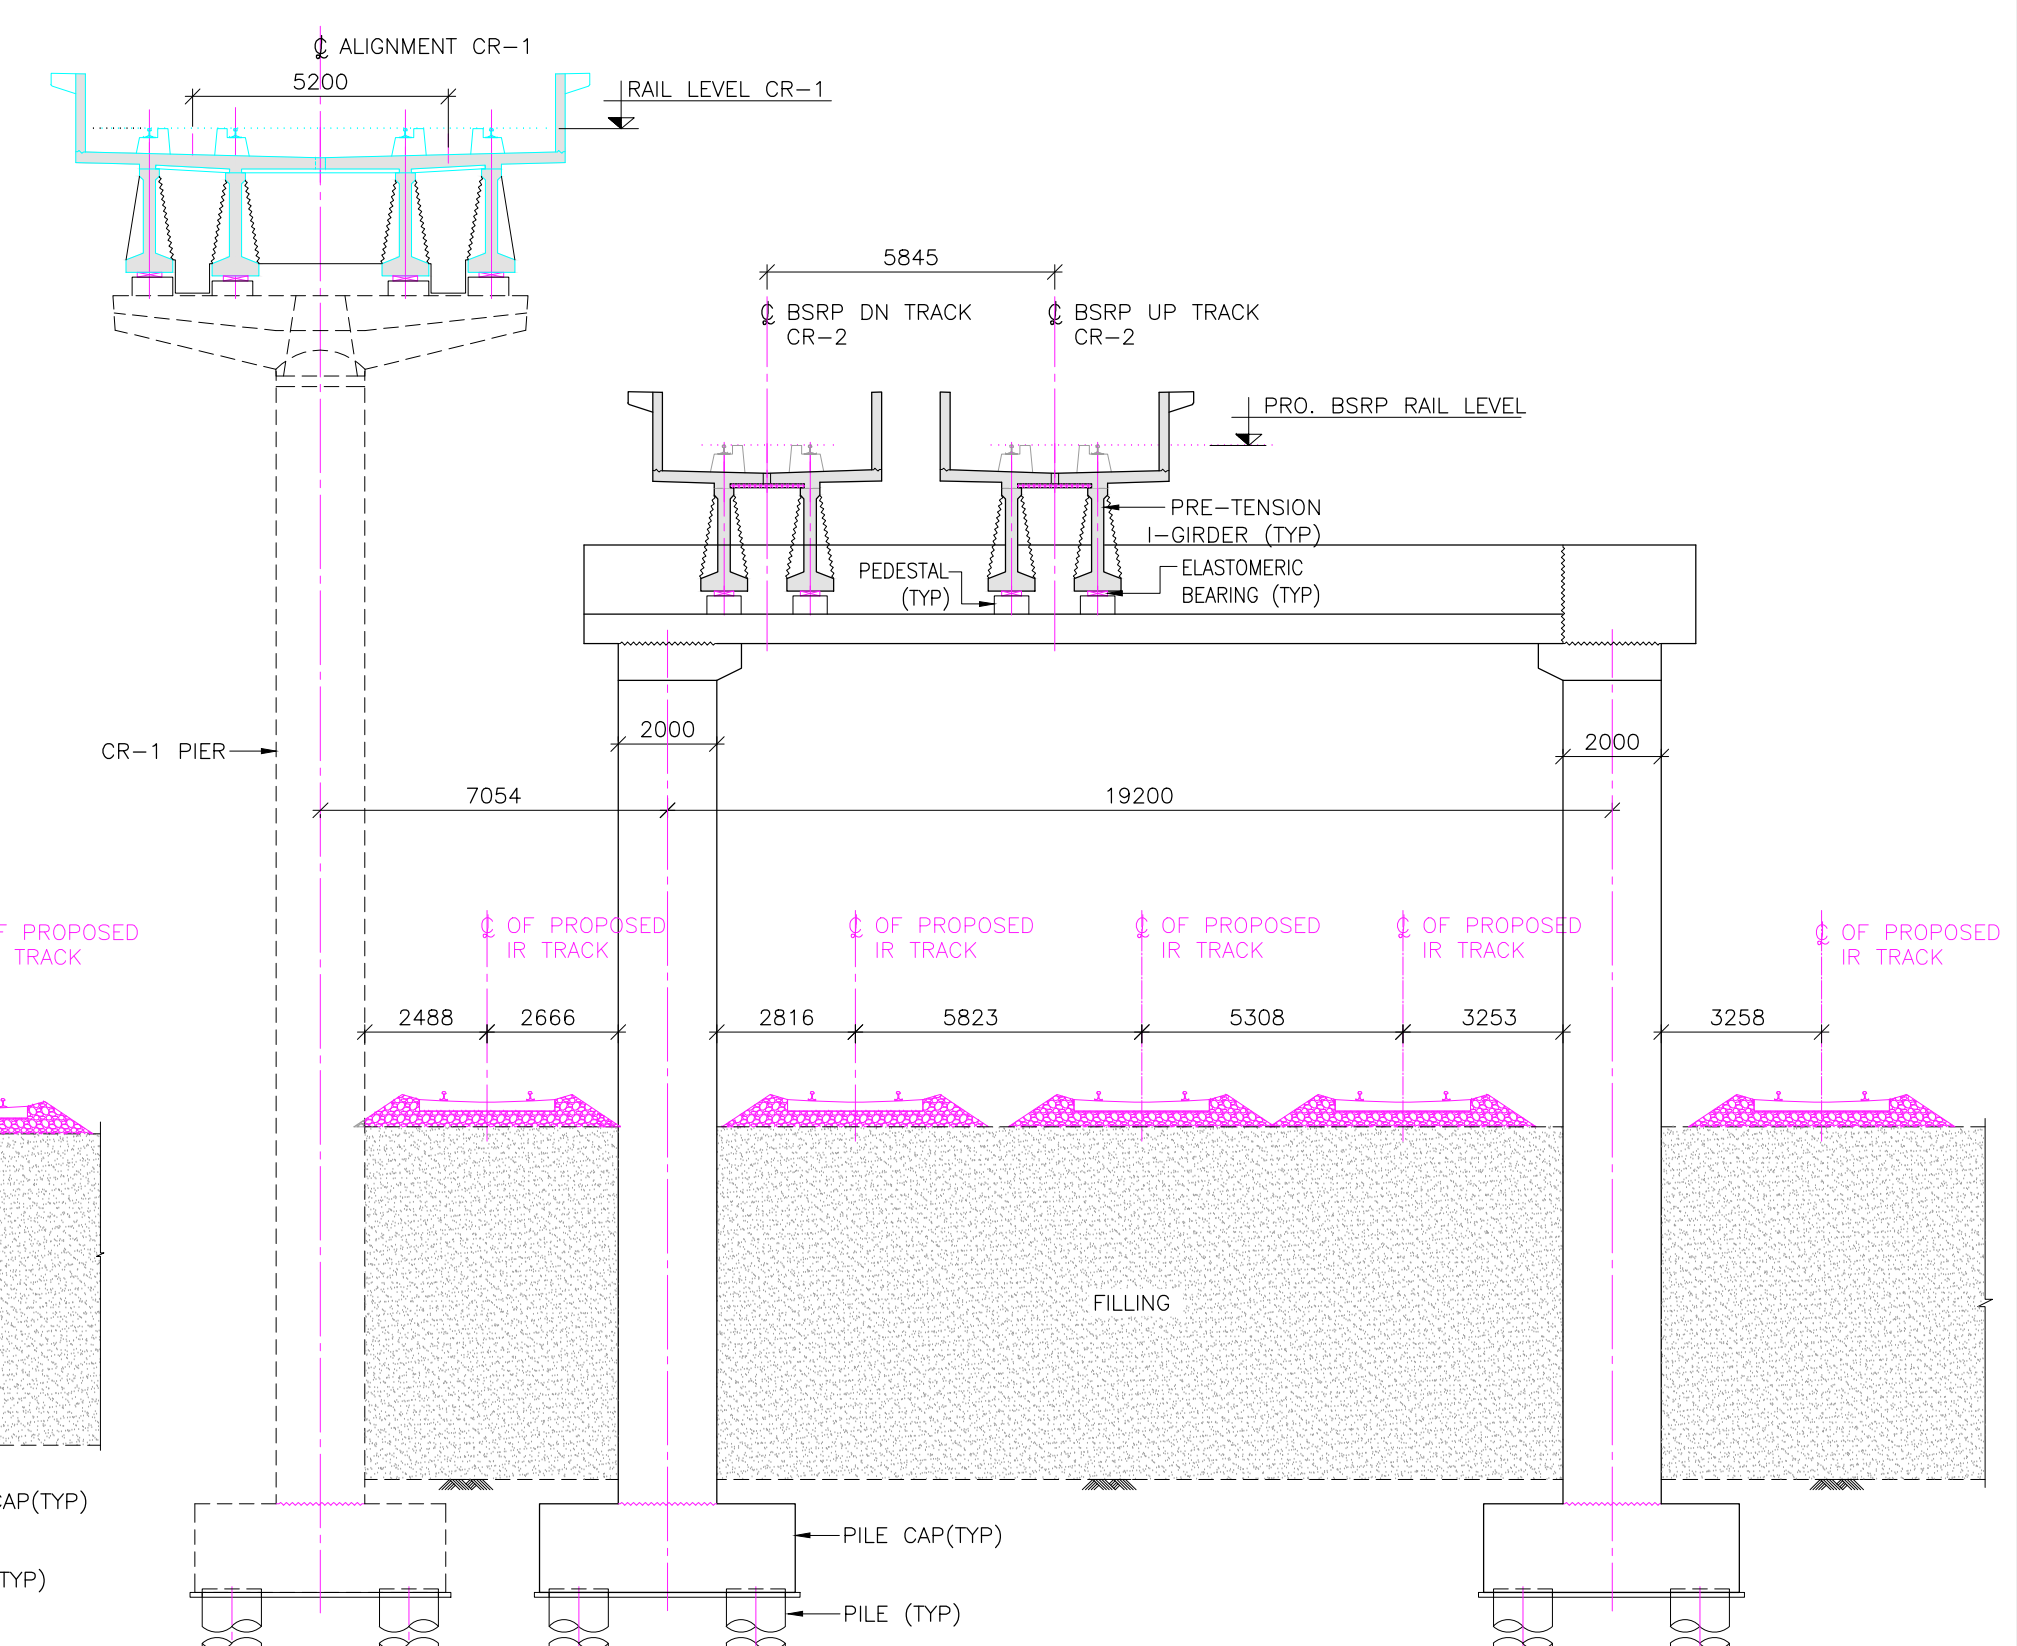 ℄ ALIGNMENT CR-1
5200
RAIL LEVEL CR-1
5845
℄ BSRP DN TRACK
CR-2
℄ BSRP UP TRACK
CR-2
PRO. BSRP RAIL LEVEL
PRE-TENSION
I-GIRDER (TYP)
PEDESTAL
(TYP)
ELASTOMERIC
BEARING (TYP)
2000
2000
CR-1 PIER
7054
19200
F PROPOSED
TRACK
℄ OF PROPOSED
IR TRACK
℄ OF PROPOSED
IR TRACK
℄ OF PROPOSED
IR TRACK
℄ OF PROPOSED
IR TRACK
℄ OF PROPOSED
IR TRACK
2488
2666
2816
5823
5308
3253
3258
FILLING
CAP(TYP)
PILE CAP(TYP)
TYP)
PILE (TYP)